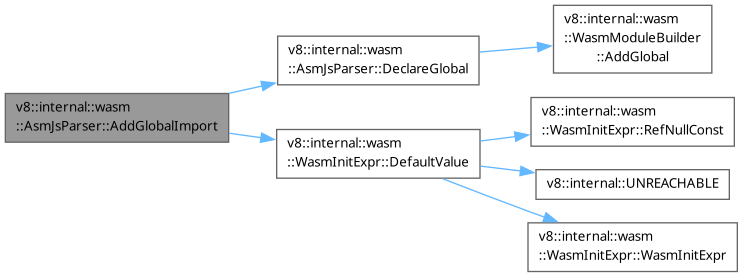 v8::internal::wasm
::AsmJsParser::AddGlobalImport
v8::internal::wasm
::AsmJsParser::DeclareGlobal
v8::internal::wasm
::WasmModuleBuilder
::AddGlobal
v8::internal::wasm
::WasmInitExpr::DefaultValue
v8::internal::wasm
::WasmInitExpr::RefNullConst
v8::internal::UNREACHABLE
v8::internal::wasm
::WasmInitExpr::WasmInitExpr